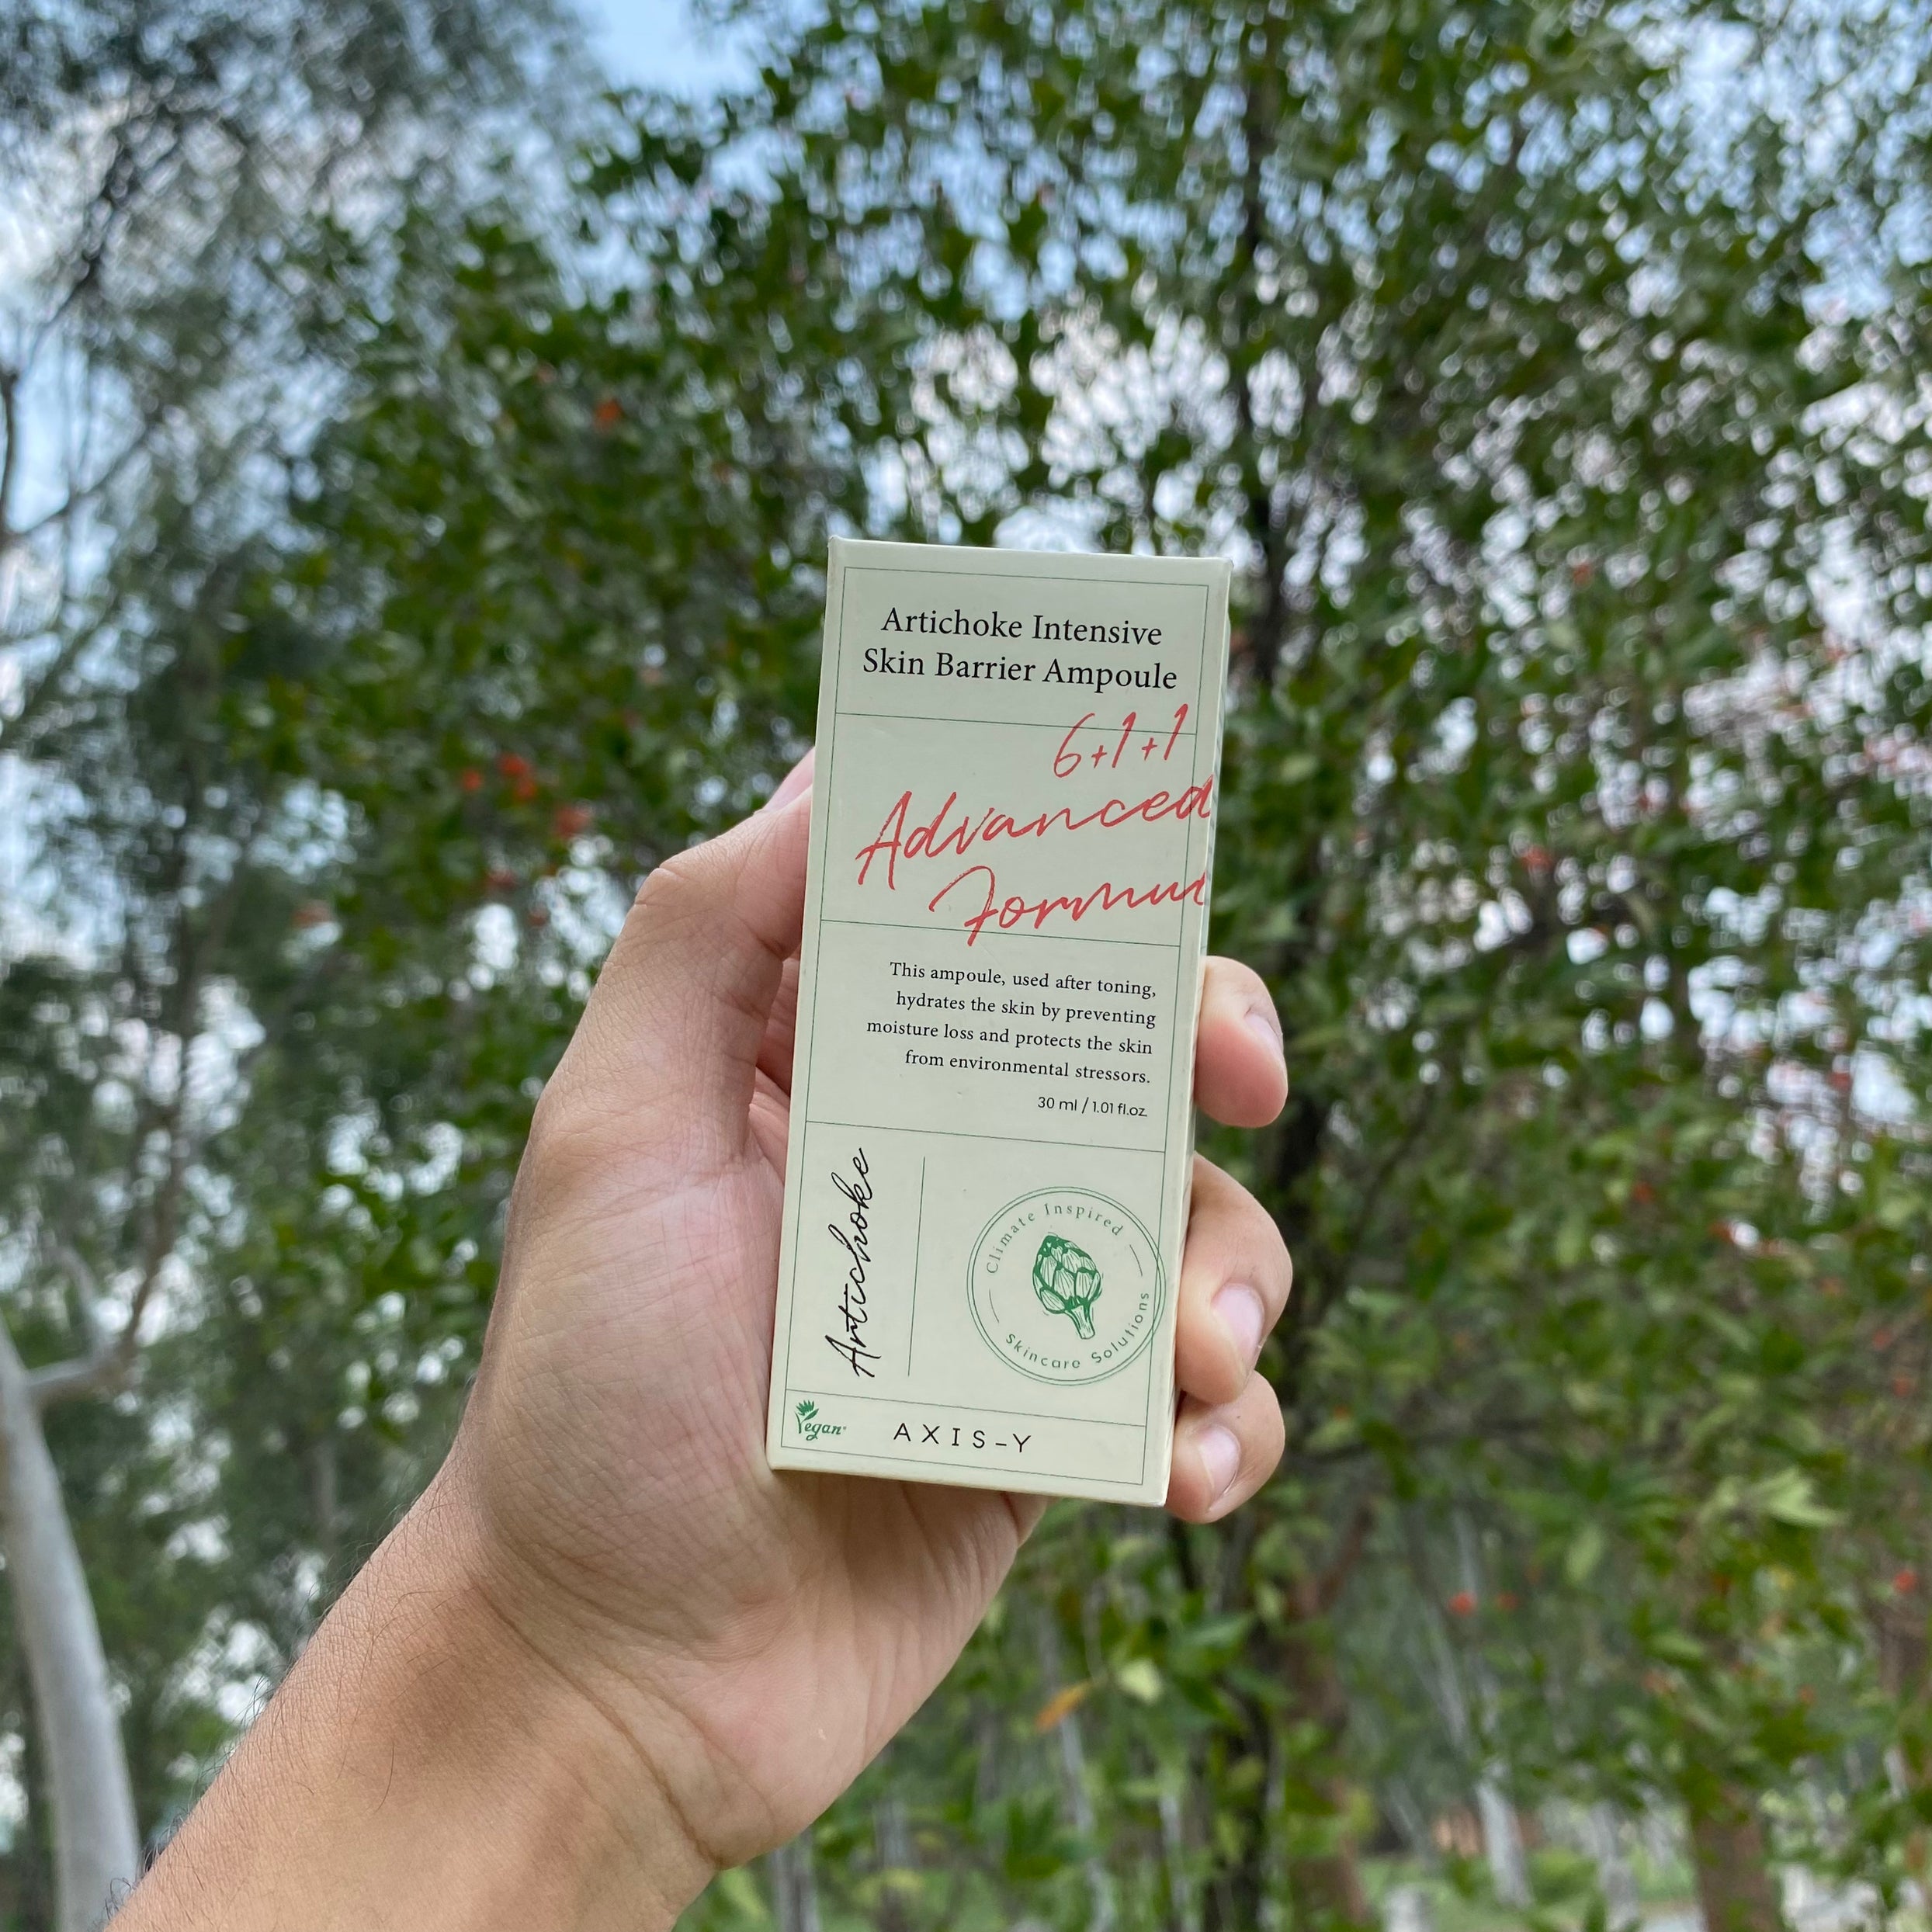 Artichoke Intensive
Skin Barrier Ampoule
6+1+1
Advanced
Formul
This ampoule, used after toning,
hydrates the skin by preventing
moisture loss and protects the skin
from environmental stressors.
30 ml / 1.01 fl.oz.
Artichoke
Climate Inspired
Skincare Solutions
Vegan
AXIS-Y